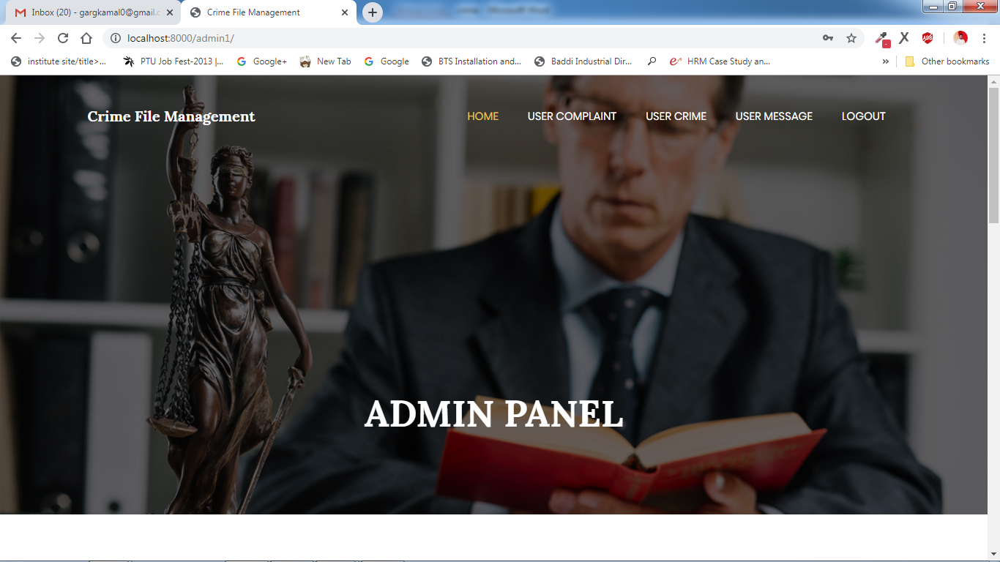 Inbox (20) - gargkamal0@gmail.c
Crime File Management
localhost:8000/admin1/
institute site/title>...
PTU Job Fest-2013 |...
Google+
New Tab
Google
BTS Installation and...
Baddi Industrial Dir...
HRM Case Study an...
»
Other bookmarks
Crime File Management
HOME
USER COMPLAINT
USER CRIME
USER MESSAGE
LOGOUT
ADMIN PANEL